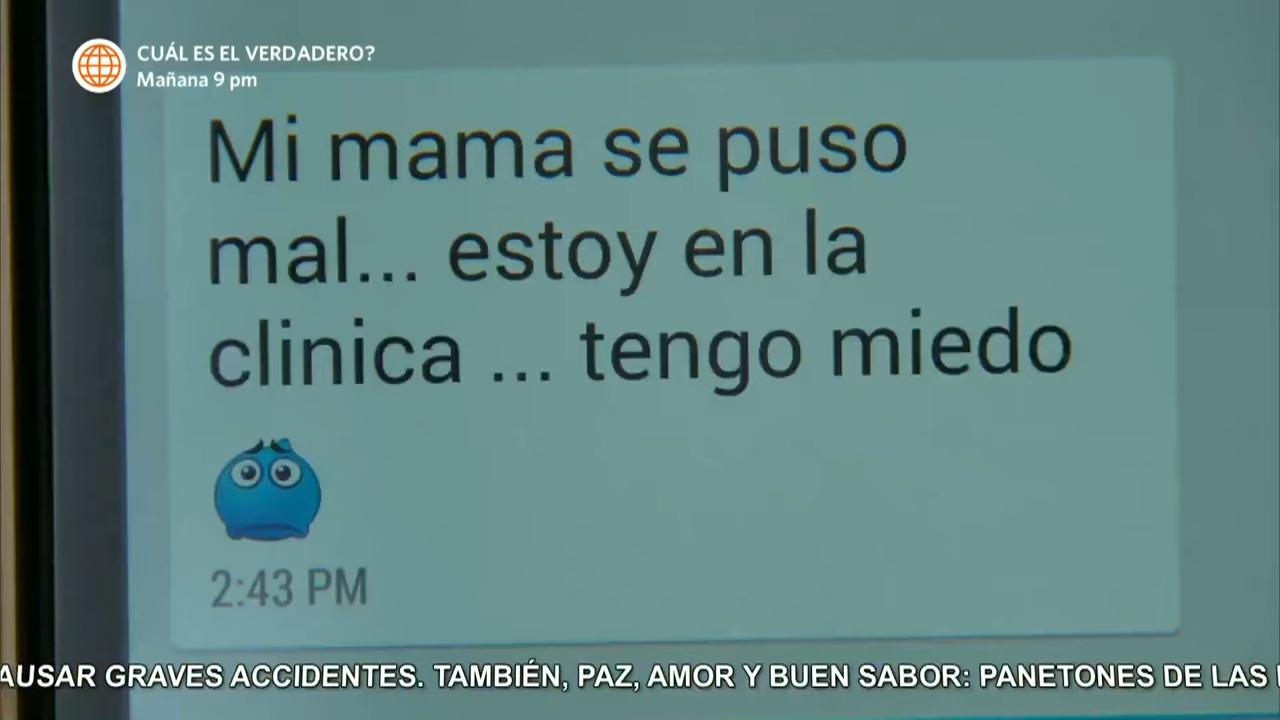 CUÁL ES EL VERDADERO?
Mañana 9 pm
Mi mama se puso
mal... estoy en la
clinica ... tengo miedo
2:43 PM
AUSAR GRAVES ACCIDENTES. TAMBIÉN, PAZ, AMOR Y BUEN SABOR: PANETONES DE LAS